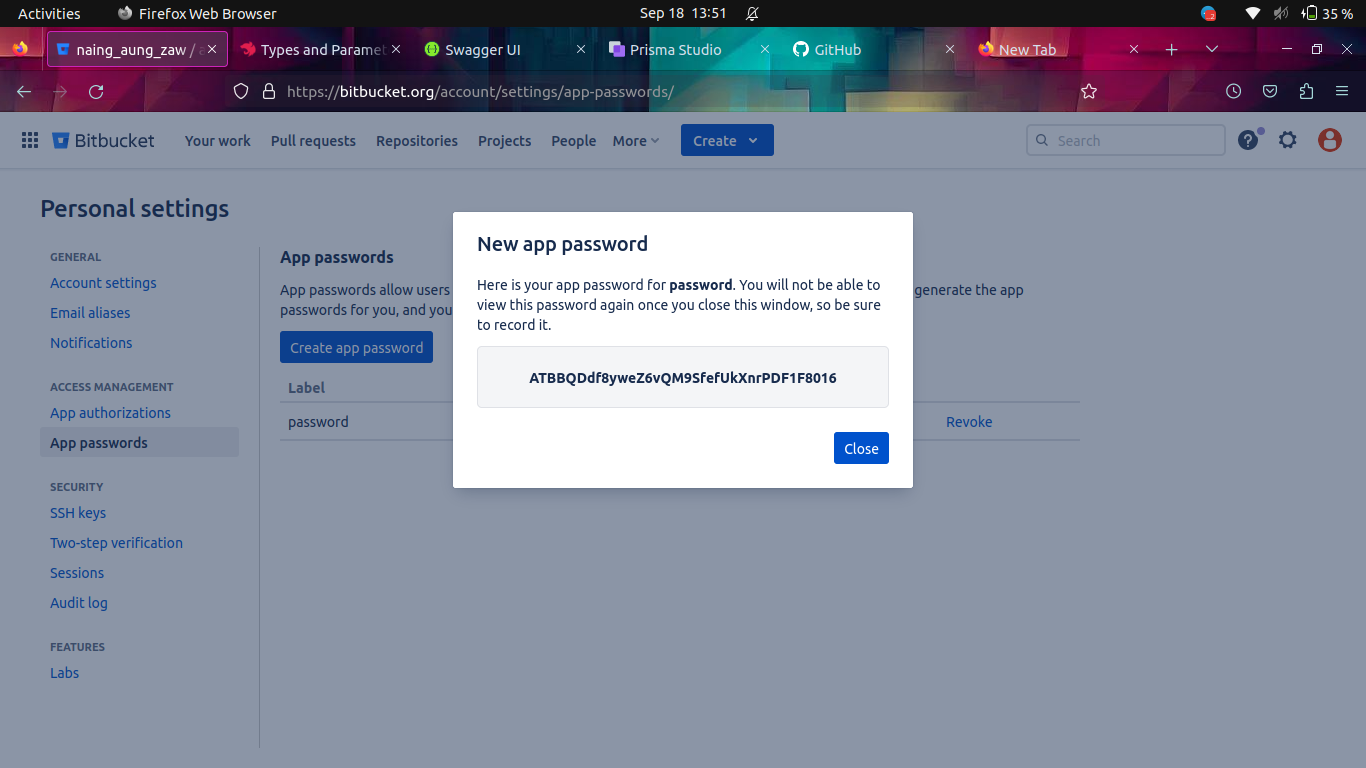 Activities Firefox Web Browser Sep 18 13:51 35 %
naing_aung_zaw / a Types and Paramet Swagger UI Prisma Studio GitHub New Tab
https://bitbucket.org/account/settings/app-passwords/
Bitbucket Your work Pull requests Repositories Projects People More Create Search
Personal settings
GENERAL
Account settings
Email aliases
Notifications
ACCESS MANAGEMENT
App authorizations
App passwords
SECURITY
SSH keys
Two-step verification
Sessions
Audit log
FEATURES
Labs
App passwords
App passwords allow users generate the app
passwords for you, and you
Create app password
Label
password Revoke
New app password
Here is your app password for password. You will not be able to
view this password again once you close this window, so be sure
to record it.
ATBBQDdf8yweZ6vQM9SfefUkXnrPDF1F8016
Close